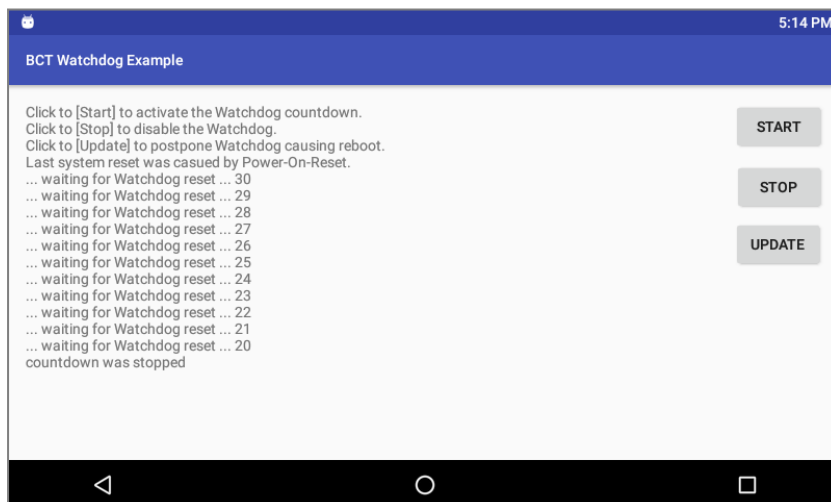 5:14 PM
BCT Watchdog Example
Click to [Start] to activate the Watchdog countdown.
Click to [Stop] to disable the Watchdog.
Click to [Update] to postpone Watchdog causing reboot.
Last system reset was casued by Power-On-Reset.
... waiting for Watchdog reset ... 30
... waiting for Watchdog reset ... 29
... waiting for Watchdog reset ... 28
... waiting for Watchdog reset ... 27
... waiting for Watchdog reset ... 26
... waiting for Watchdog reset ... 25
... waiting for Watchdog reset ... 24
... waiting for Watchdog reset ... 23
... waiting for Watchdog reset ... 22
... waiting for Watchdog reset ... 21
... waiting for Watchdog reset ... 20
countdown was stopped
START
STOP
UPDATE